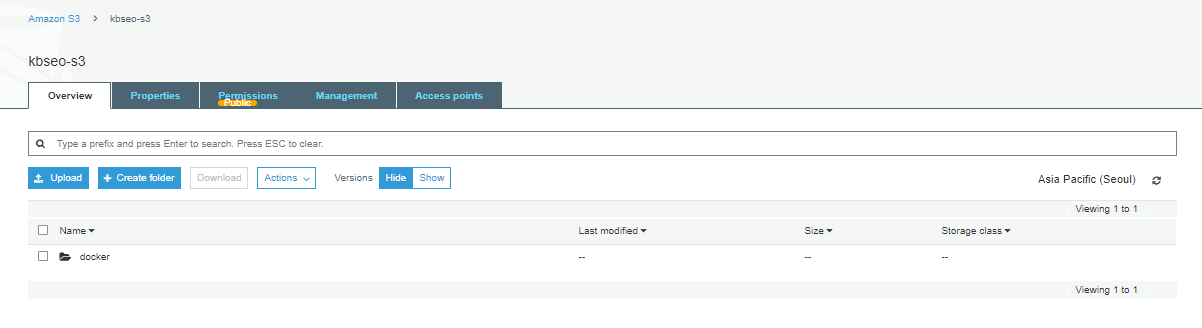 Amazon S3 > kbseo-s3
kbseo-s3
Overview Properties Permissions Management Access points
Public
Type a prefix and press Enter to search. Press ESC to clear.
Upload + Create folder Download Actions Versions Hide Show Asia Pacific (Seoul)
Viewing 1 to 1
Name Last modified Size Storage class
docker -- -- --
Viewing 1 to 1